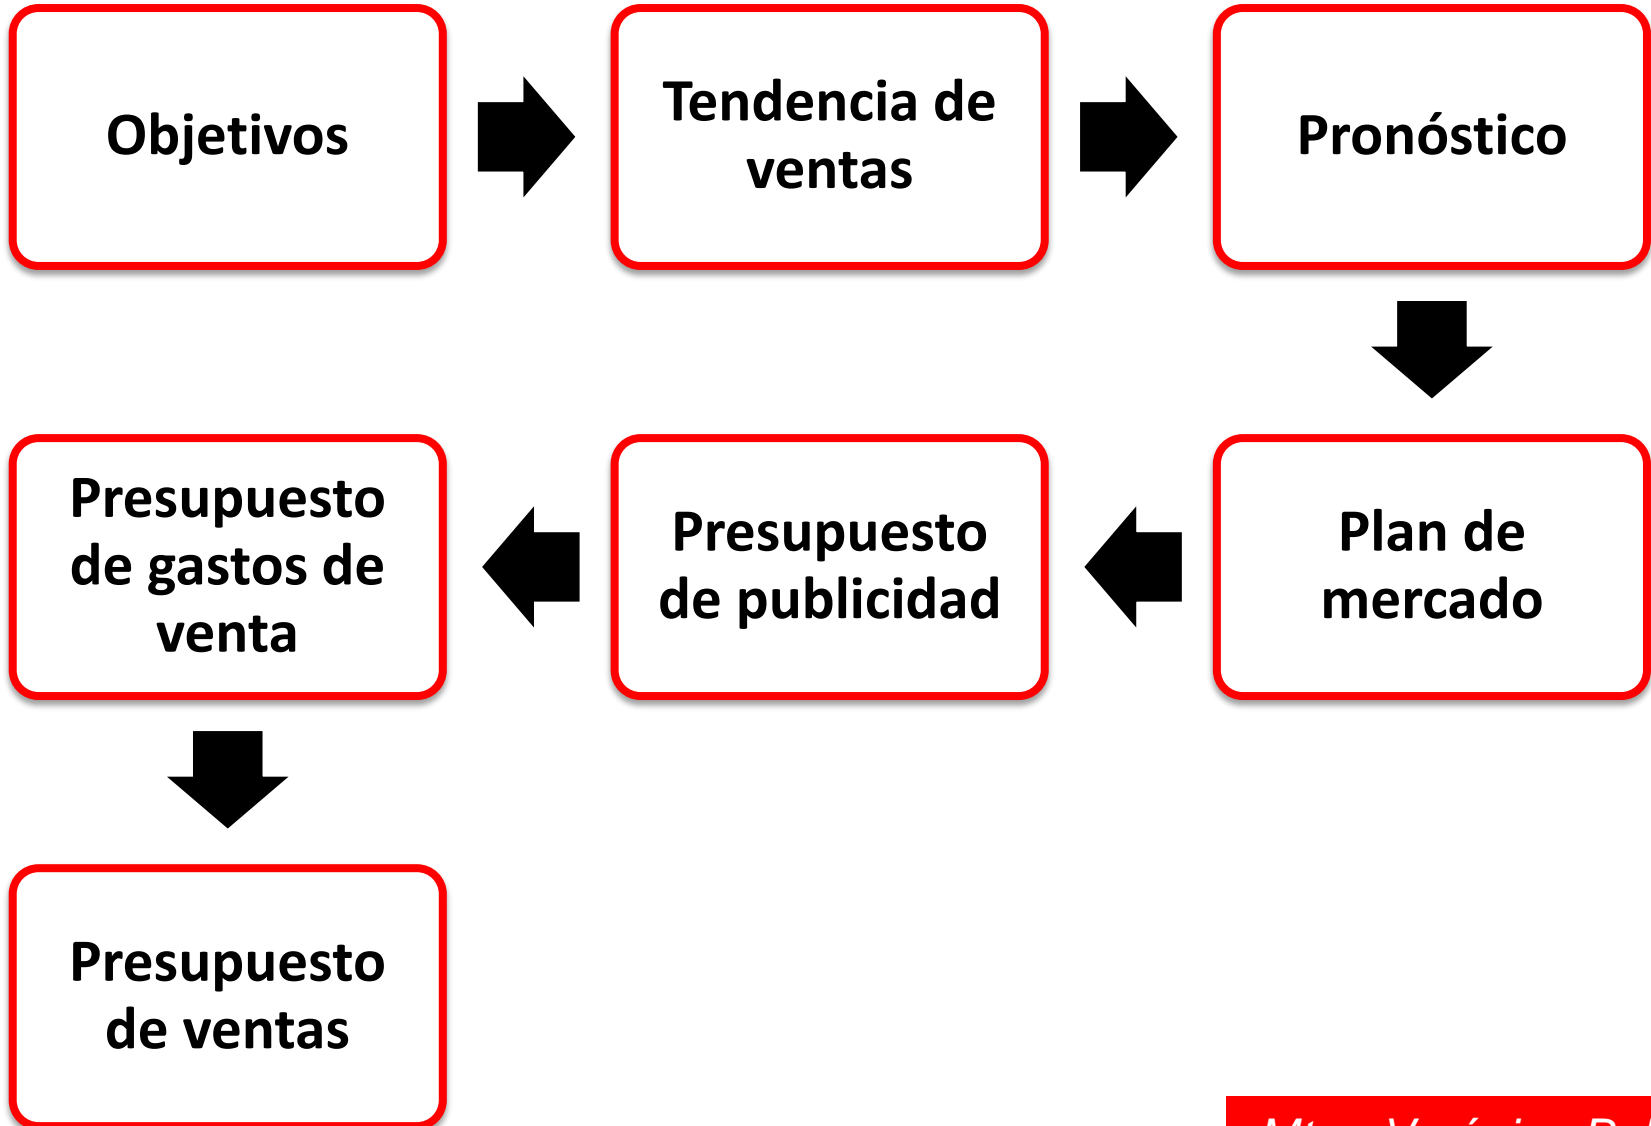 Objetivos
Tendencia de
ventas
Pronóstico
Plan de
mercado
Presupuesto
de publicidad
Presupuesto
de gastos de
venta
Presupuesto
de ventas